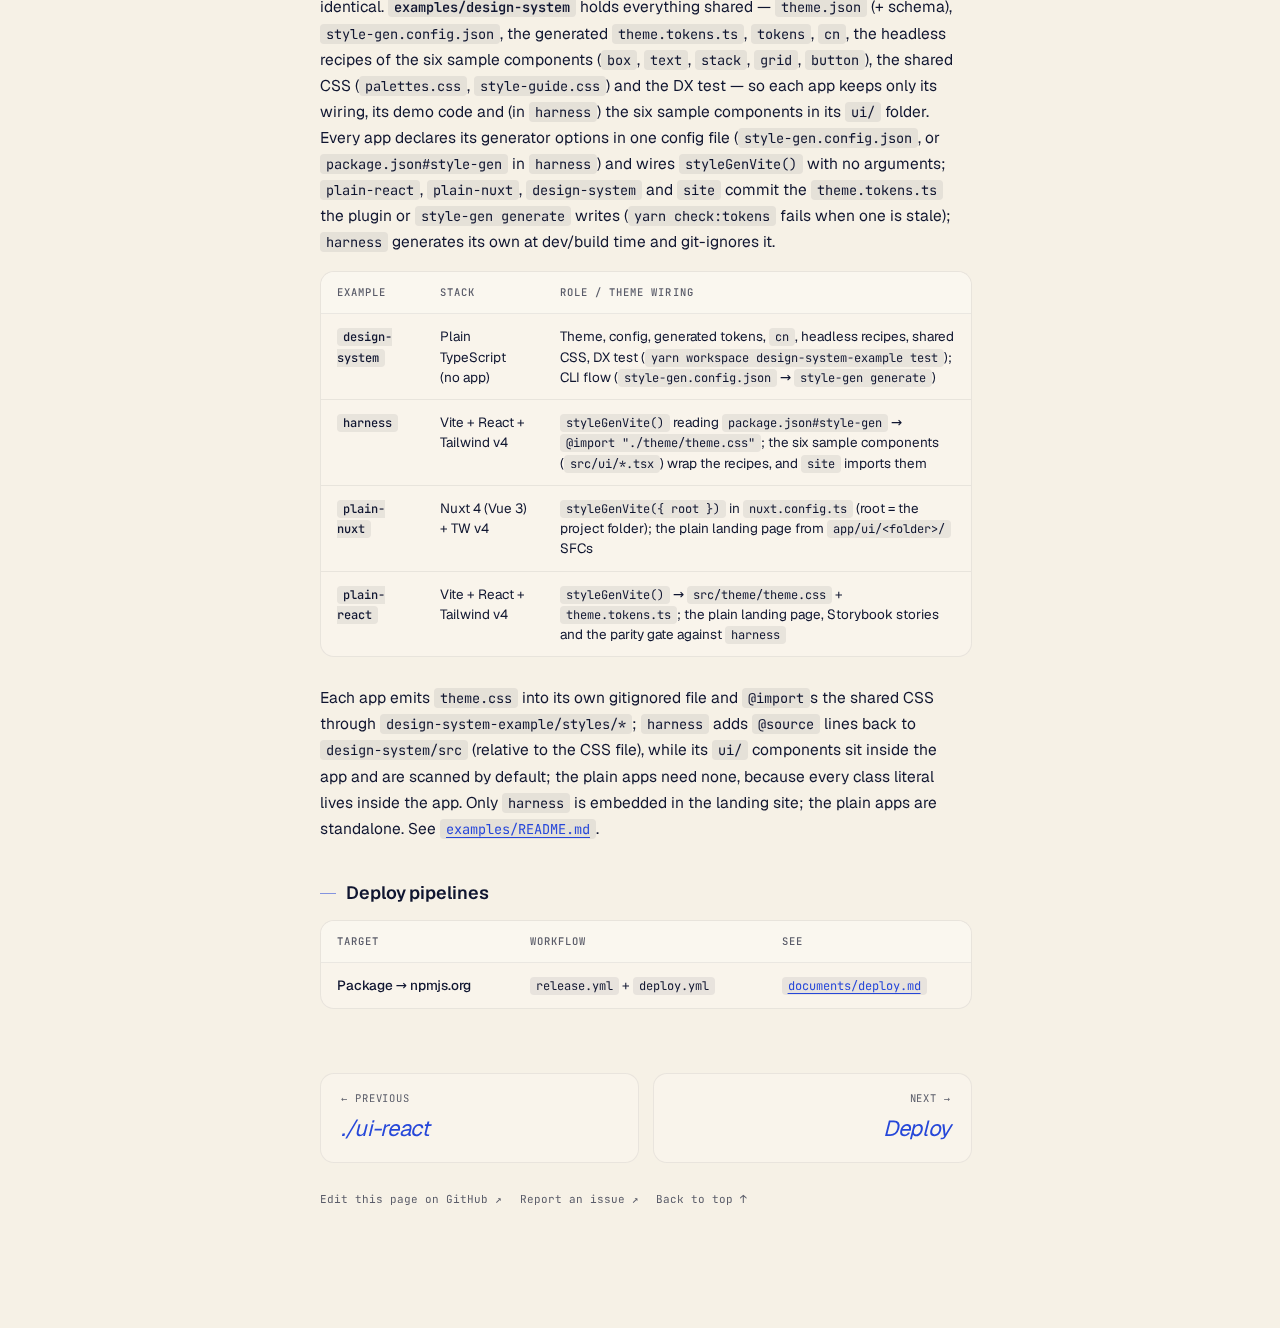 identical. examples/design-system holds everything shared — theme.json (+ schema),
style-gen.config.json, the generated theme.tokens.ts, tokens, cn, the headless
recipes of the six sample components (box, text, stack, grid, button), the shared
CSS (palettes.css, style-guide.css) and the DX test — so each app keeps only its
wiring, its demo code and (in harness) the six sample components in its ui/ folder.
Every app declares its generator options in one config file (style-gen.config.json, or
package.json#style-gen in harness) and wires styleGenVite() with no arguments;
plain-react, plain-nuxt, design-system and site commit the theme.tokens.ts
the plugin or style-gen generate writes (yarn check:tokens fails when one is stale);
harness generates its own at dev/build time and git-ignores it.
EXAMPLE STACK ROLE / THEME WIRING
design- Plain Theme, config, generated tokens, cn, headless recipes, shared
system TypeScript CSS, DX test (yarn workspace design-system-example test);
(no app) CLI flow (style-gen.config.json → style-gen generate)
harness Vite + React + styleGenVite() reading package.json#style-gen →
Tailwind v4 @import "./theme/theme.css"; the six sample components
(src/ui/*.tsx) wrap the recipes, and site imports them
plain- Nuxt 4 (Vue 3) styleGenVite({ root }) in nuxt.config.ts (root = the
nuxt + TW v4 project folder); the plain landing page from app/ui/<folder>/
SFCs
plain- Vite + React + styleGenVite() → src/theme/theme.css +
react Tailwind v4 theme.tokens.ts; the plain landing page, Storybook stories
and the parity gate against harness
Each app emits theme.css into its own gitignored file and @imports the shared CSS
through design-system-example/styles/*; harness adds @source lines back to
design-system/src (relative to the CSS file), while its ui/ components sit inside the
app and are scanned by default; the plain apps need none, because every class literal
lives inside the app. Only harness is embedded in the landing site; the plain apps are
standalone. See examples/README.md.
— Deploy pipelines
TARGET WORKFLOW SEE
Package → npmjs.org release.yml + deploy.yml documents/deploy.md
← PREVIOUS NEXT →
./ui-react Deploy
Edit this page on GitHub ↗ Report an issue ↗ Back to top ↑